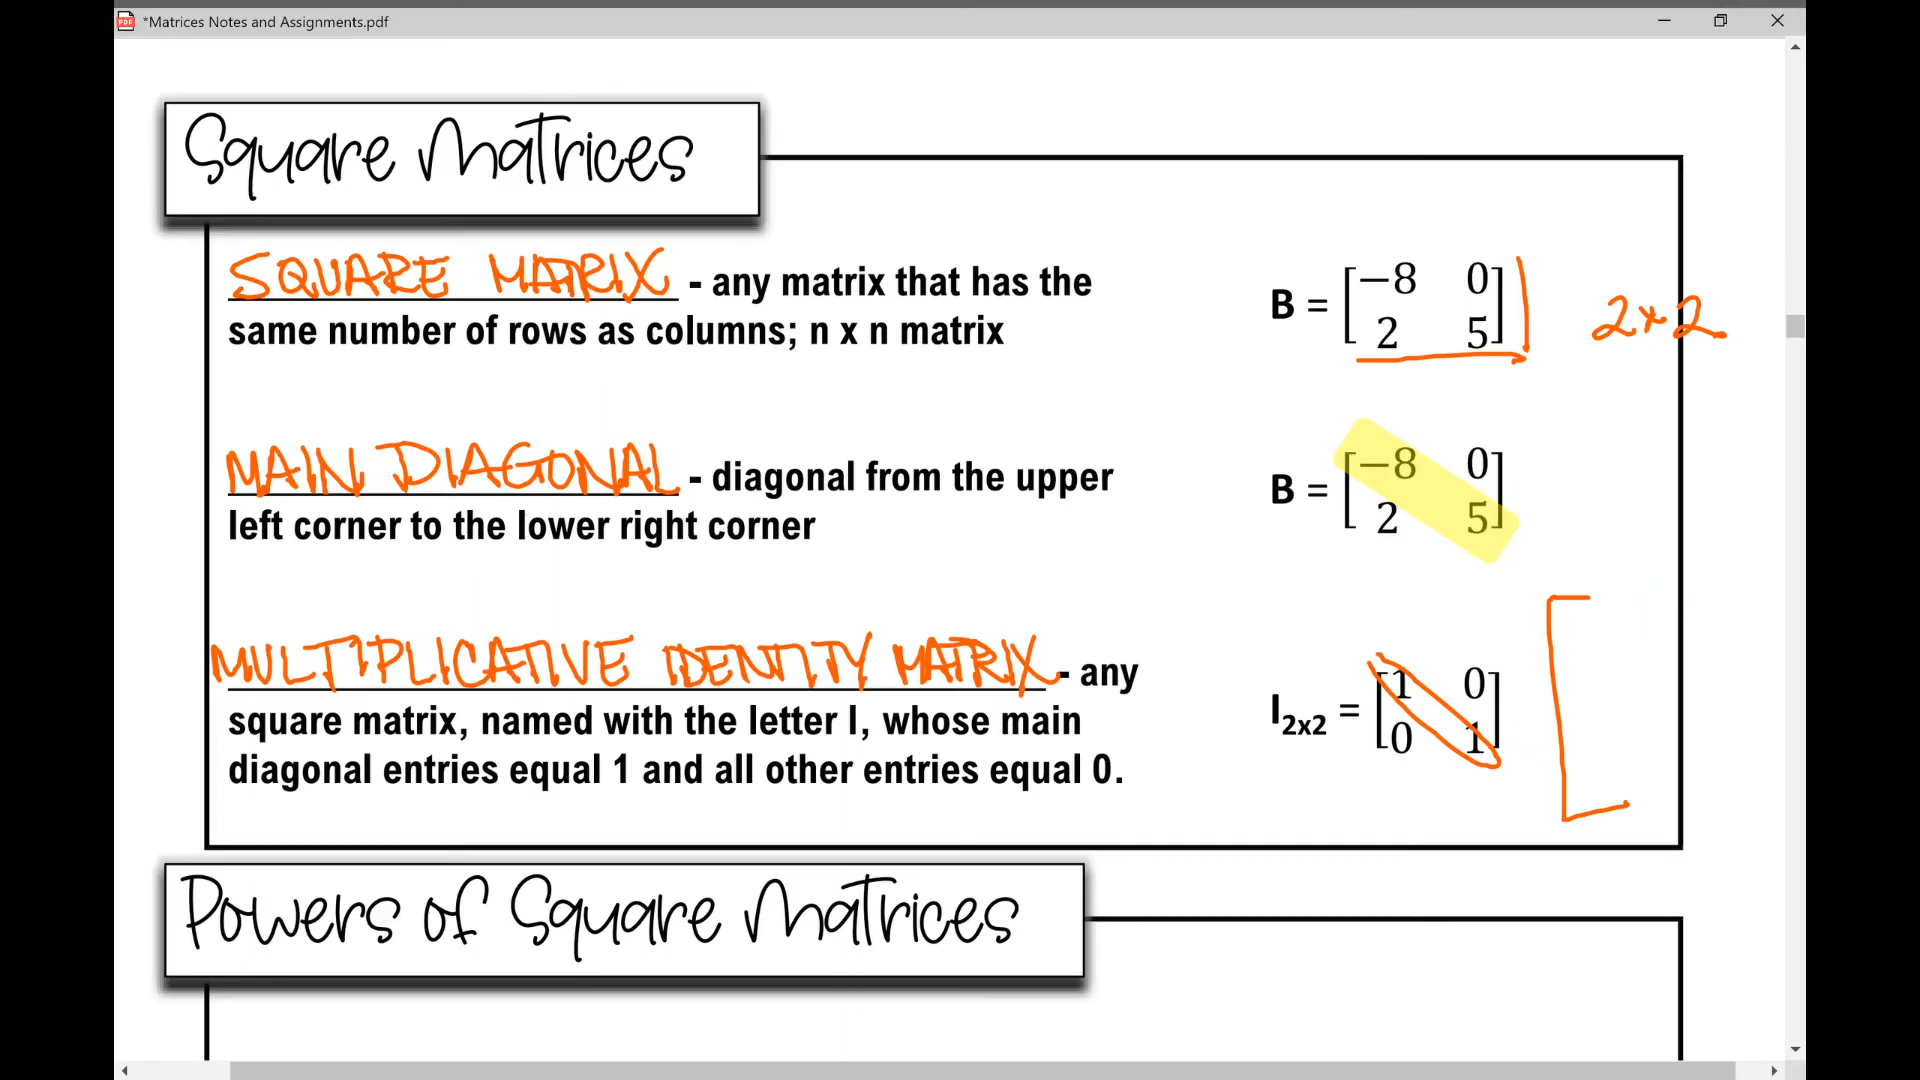 *Matrices Notes and Assignments.pdf
Square Matrices
SQUARE MATRIX - any matrix that has the
same number of rows as columns; n x n matrix
B = [−8 0
2 5]
2x2
MAIN DIAGONAL - diagonal from the upper
left corner to the lower right corner
B = [−8 0
2 5]
MULTIPLICATIVE IDENTITY MATRIX - any
square matrix, named with the letter I, whose main
diagonal entries equal 1 and all other entries equal 0.
I2x2 = [1 0
0 1]
[
Powers of Square Matrices